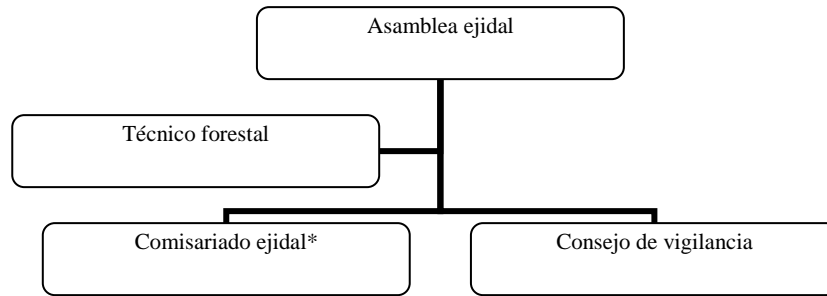 Asamblea ejidal
Técnico forestal
Comisariado ejidal*
Consejo de vigilancia